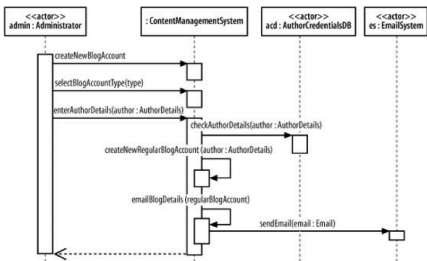 <<actor>>
admin : Administrator
: ContentManagementSystem
<<actor>>
acd : AuthorCredentialsDB
<<actor>>
es : EmailSystem
createNewBlogAccount
selectBlogAccountType(type)
enterAuthorDetails(author : AuthorDetails)
checkAuthorDetails(author : AuthorDetails)
createNewRegularBlogAccount (author : AuthorDetails)
emailBlogDetails (regularBlogAccount)
sendEmail(email : Email)